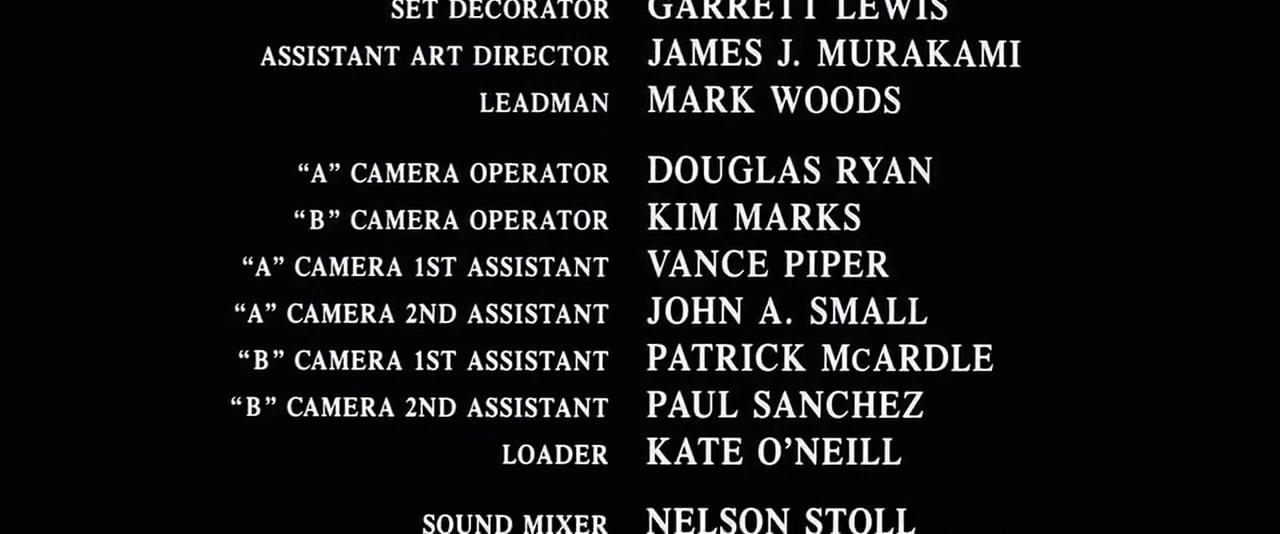 SET DECORATOR GARRETT LEWIS
ASSISTANT ART DIRECTOR JAMES J. MURAKAMI
LEADMAN MARK WOODS
“A” CAMERA OPERATOR DOUGLAS RYAN
“B” CAMERA OPERATOR KIM MARKS
“A” CAMERA 1ST ASSISTANT VANCE PIPER
“A” CAMERA 2ND ASSISTANT JOHN A. SMALL
“B” CAMERA 1ST ASSISTANT PATRICK McARDLE
“B” CAMERA 2ND ASSISTANT PAUL SANCHEZ
LOADER KATE O’NEILL
SOUND MIXER NELSON STOLL